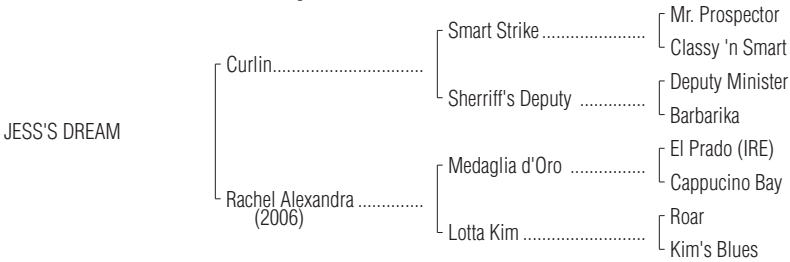 Mr. Prospector
Smart Strike ......................
Classy 'n Smart
Curlin................................
Deputy Minister
Sherriff's Deputy ..............
Barbarika
JESS'S DREAM
El Prado (IRE)
Medaglia d'Oro ................
Cappucino Bay
Rachel Alexandra ..............
(2006)
Roar
Lotta Kim ..........................
Kim's Blues